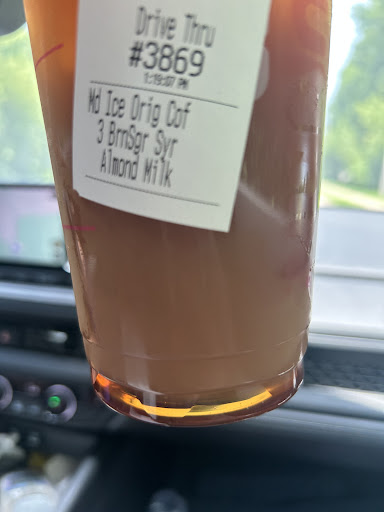 Drive Thru
#3869
1:19:07 PM
Md Ice Orig Cof
3 BrnSgr Syr
Almond Milk